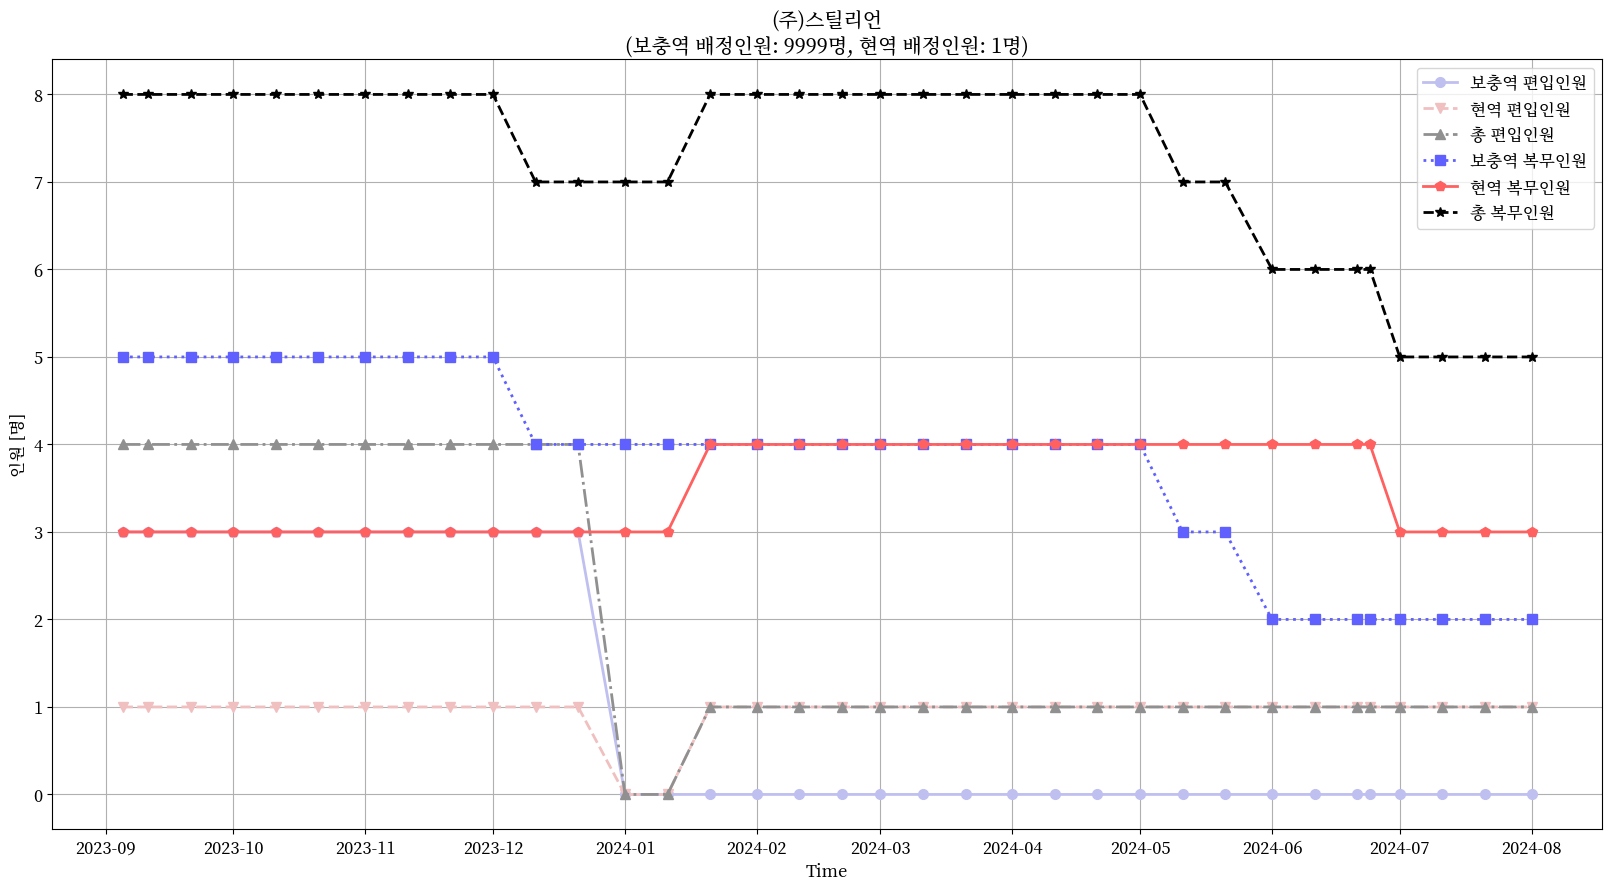 (주)스틸리언
(보충역 배정인원: 9999명, 현역 배정인원: 1명)
보충역 편입인원
현역 편입인원
총 편입인원
보충역 복무인원
현역 복무인원
총 복무인원
인원 [명]
8
7
6
5
4
3
2
1
0
2023-09 2023-10 2023-11 2023-12 2024-01 2024-02 2024-03 2024-04 2024-05 2024-06 2024-07 2024-08
Time